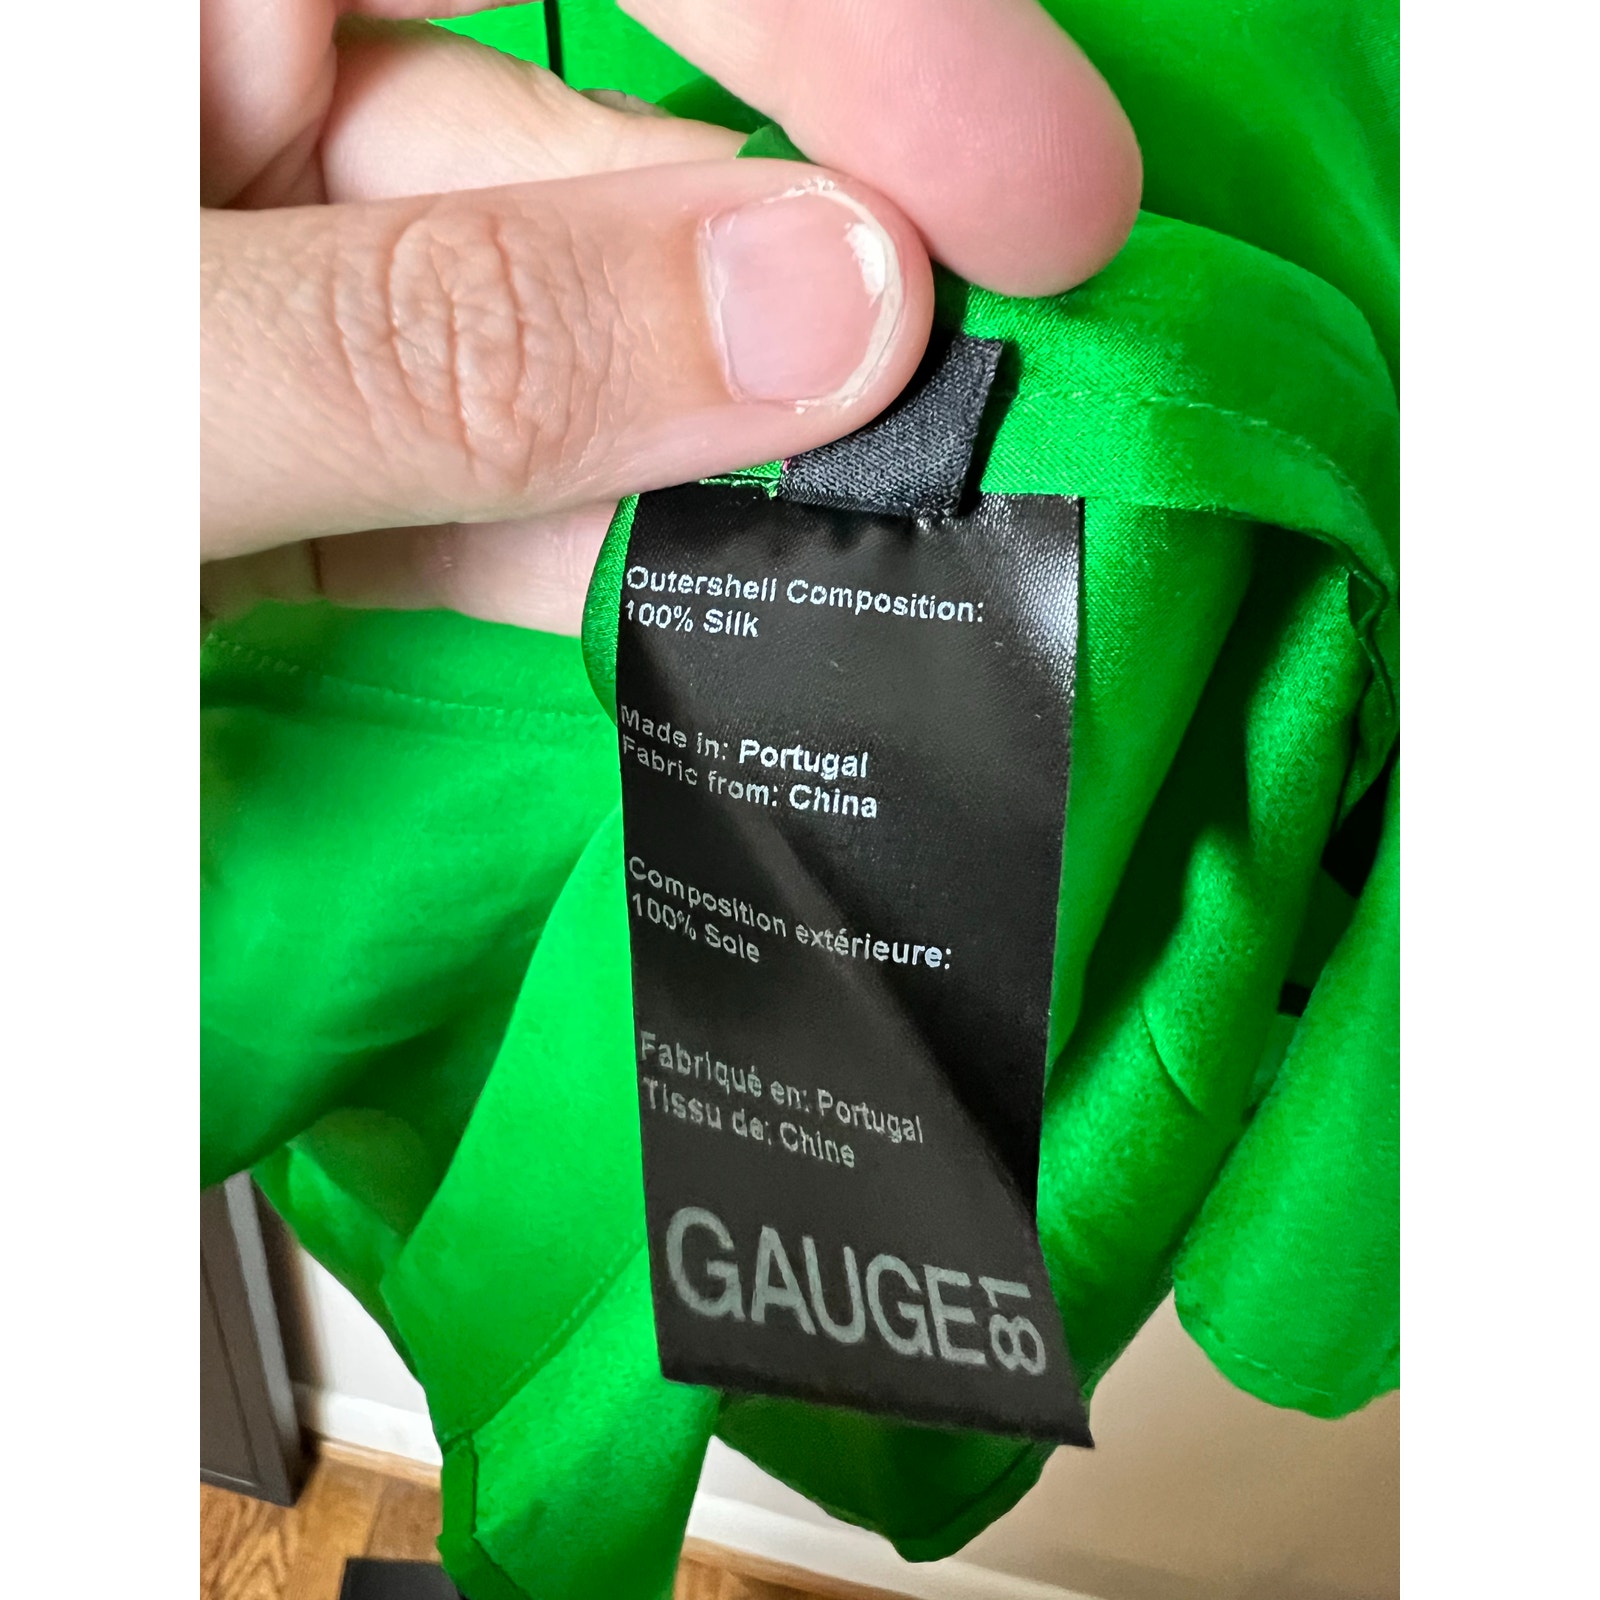 Outershell Composition:
100% Silk
Made in: Portugal
Fabric from: China
Composition extérieure:
100% Soie
Fabriqué en: Portugal
Tissu de: Chine
GAUGE81